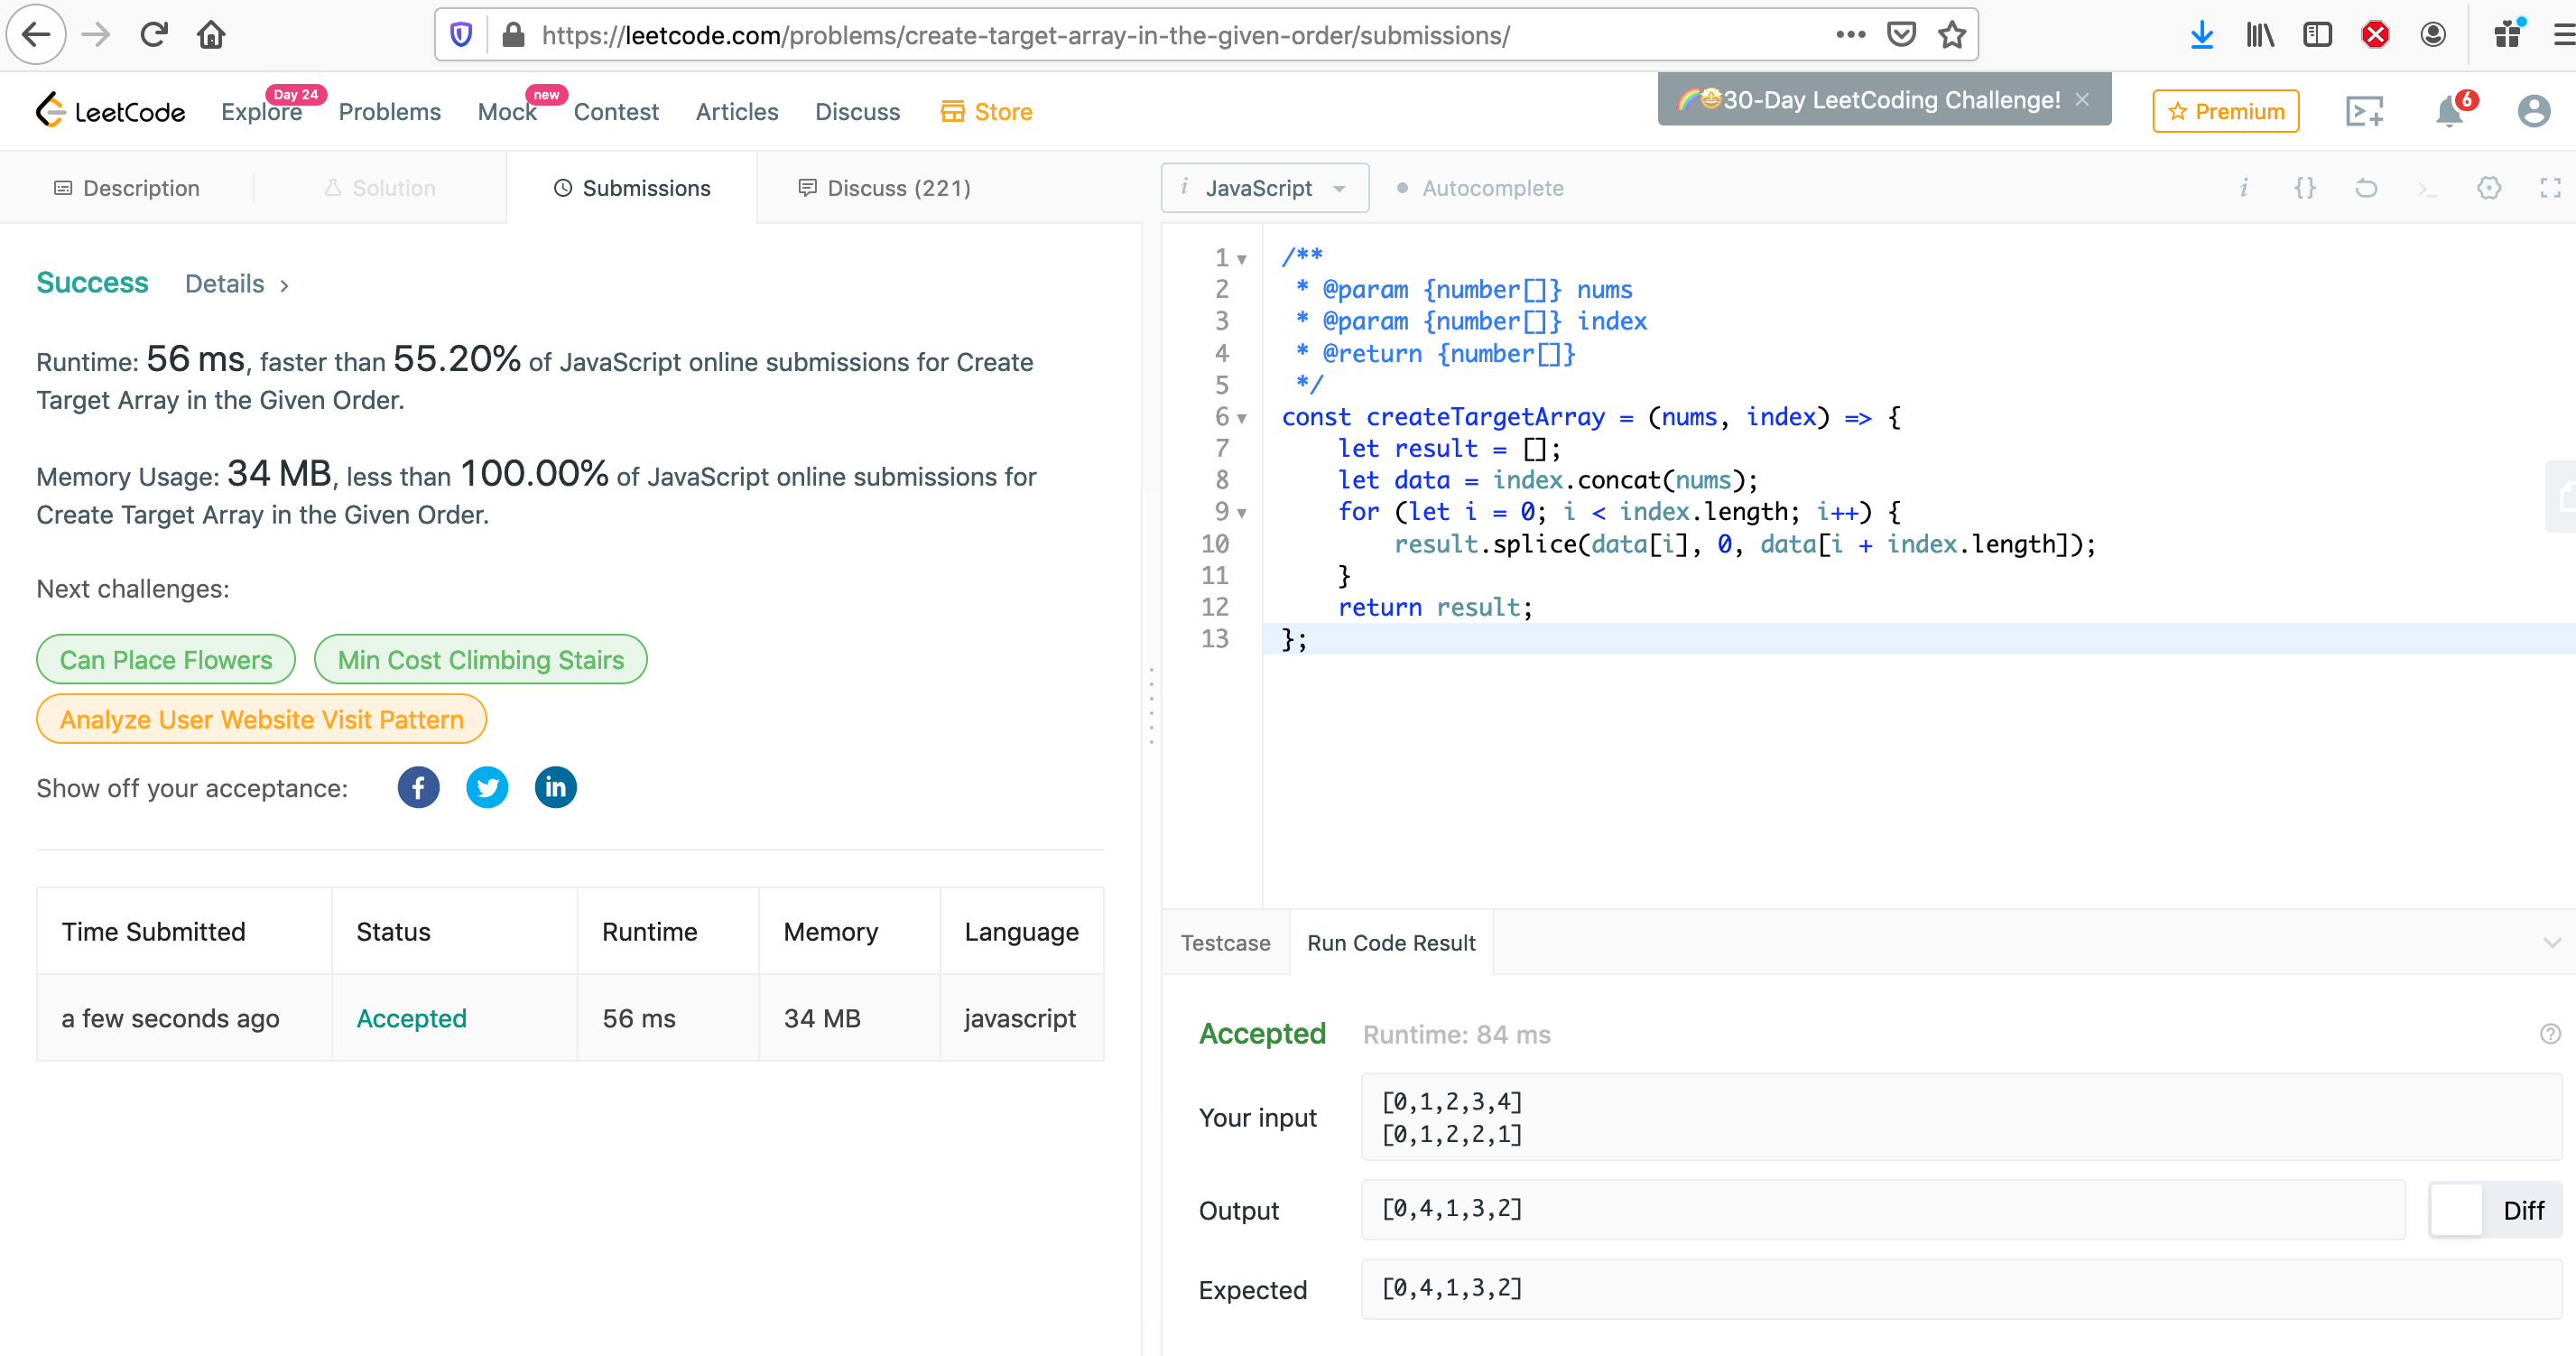 https://leetcode.com/problems/create-target-array-in-the-given-order/submissions/
LeetCode
Explore
Day 24
Problems
Mock
new
Contest
Articles
Discuss
Store
30-Day LeetCoding Challenge!
Premium
6
Description
Solution
Submissions
Discuss (221)
Success
Details
Runtime: 56 ms, faster than 55.20% of JavaScript online submissions for Create
Target Array in the Given Order.
Memory Usage: 34 MB, less than 100.00% of JavaScript online submissions for
Create Target Array in the Given Order.
Next challenges:
Can Place Flowers
Min Cost Climbing Stairs
Analyze User Website Visit Pattern
Show off your acceptance:
Time Submitted Status Runtime Memory Language
a few seconds ago Accepted 56 ms 34 MB javascript
i JavaScript
Autocomplete
1 /**
2  * @param {number[]} nums
3  * @param {number[]} index
4  * @return {number[]}
5  */
6 const createTargetArray = (nums, index) => {
7     let result = [];
8     let data = index.concat(nums);
9     for (let i = 0; i < index.length; i++) {
10         result.splice(data[i], 0, data[i + index.length]);
11     }
12     return result;
13 };
Testcase
Run Code Result
Accepted
Runtime: 84 ms
Your input
[0,1,2,3,4]
[0,1,2,2,1]
Output
[0,4,1,3,2]
Diff
Expected
[0,4,1,3,2]